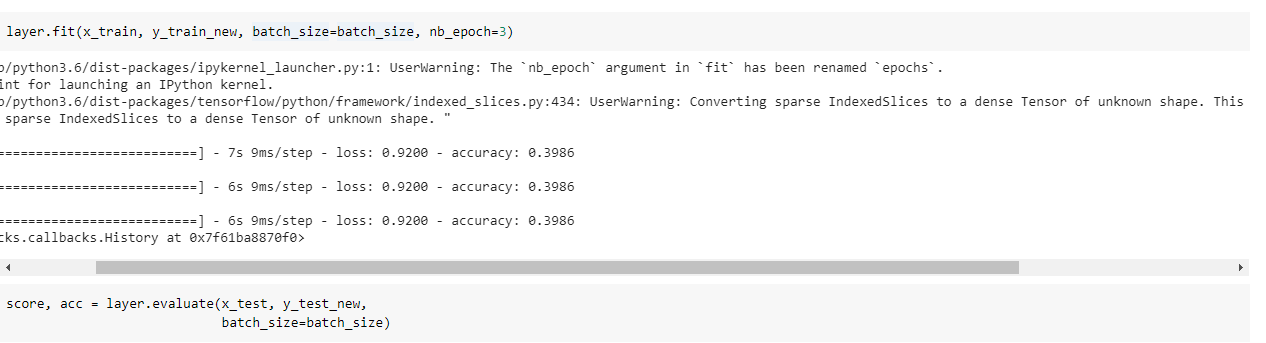 layer.fit(x_train, y_train_new, batch_size=batch_size, nb_epoch=3)
b/python3.6/dist-packages/ipykernel_launcher.py:1: UserWarning: The `nb_epoch` argument in `fit` has been renamed `epochs`.
int for launching an IPython kernel.
b/python3.6/dist-packages/tensorflow/python/framework/indexed_slices.py:434: UserWarning: Converting sparse IndexedSlices to a dense Tensor of unknown shape. This
sparse IndexedSlices to a dense Tensor of unknown shape. "
==========================] - 7s 9ms/step - loss: 0.9200 - accuracy: 0.3986
==========================] - 6s 9ms/step - loss: 0.9200 - accuracy: 0.3986
==========================] - 6s 9ms/step - loss: 0.9200 - accuracy: 0.3986
cks.callbacks.History at 0x7f61ba8870f0>
score, acc = layer.evaluate(x_test, y_test_new,
batch_size=batch_size)